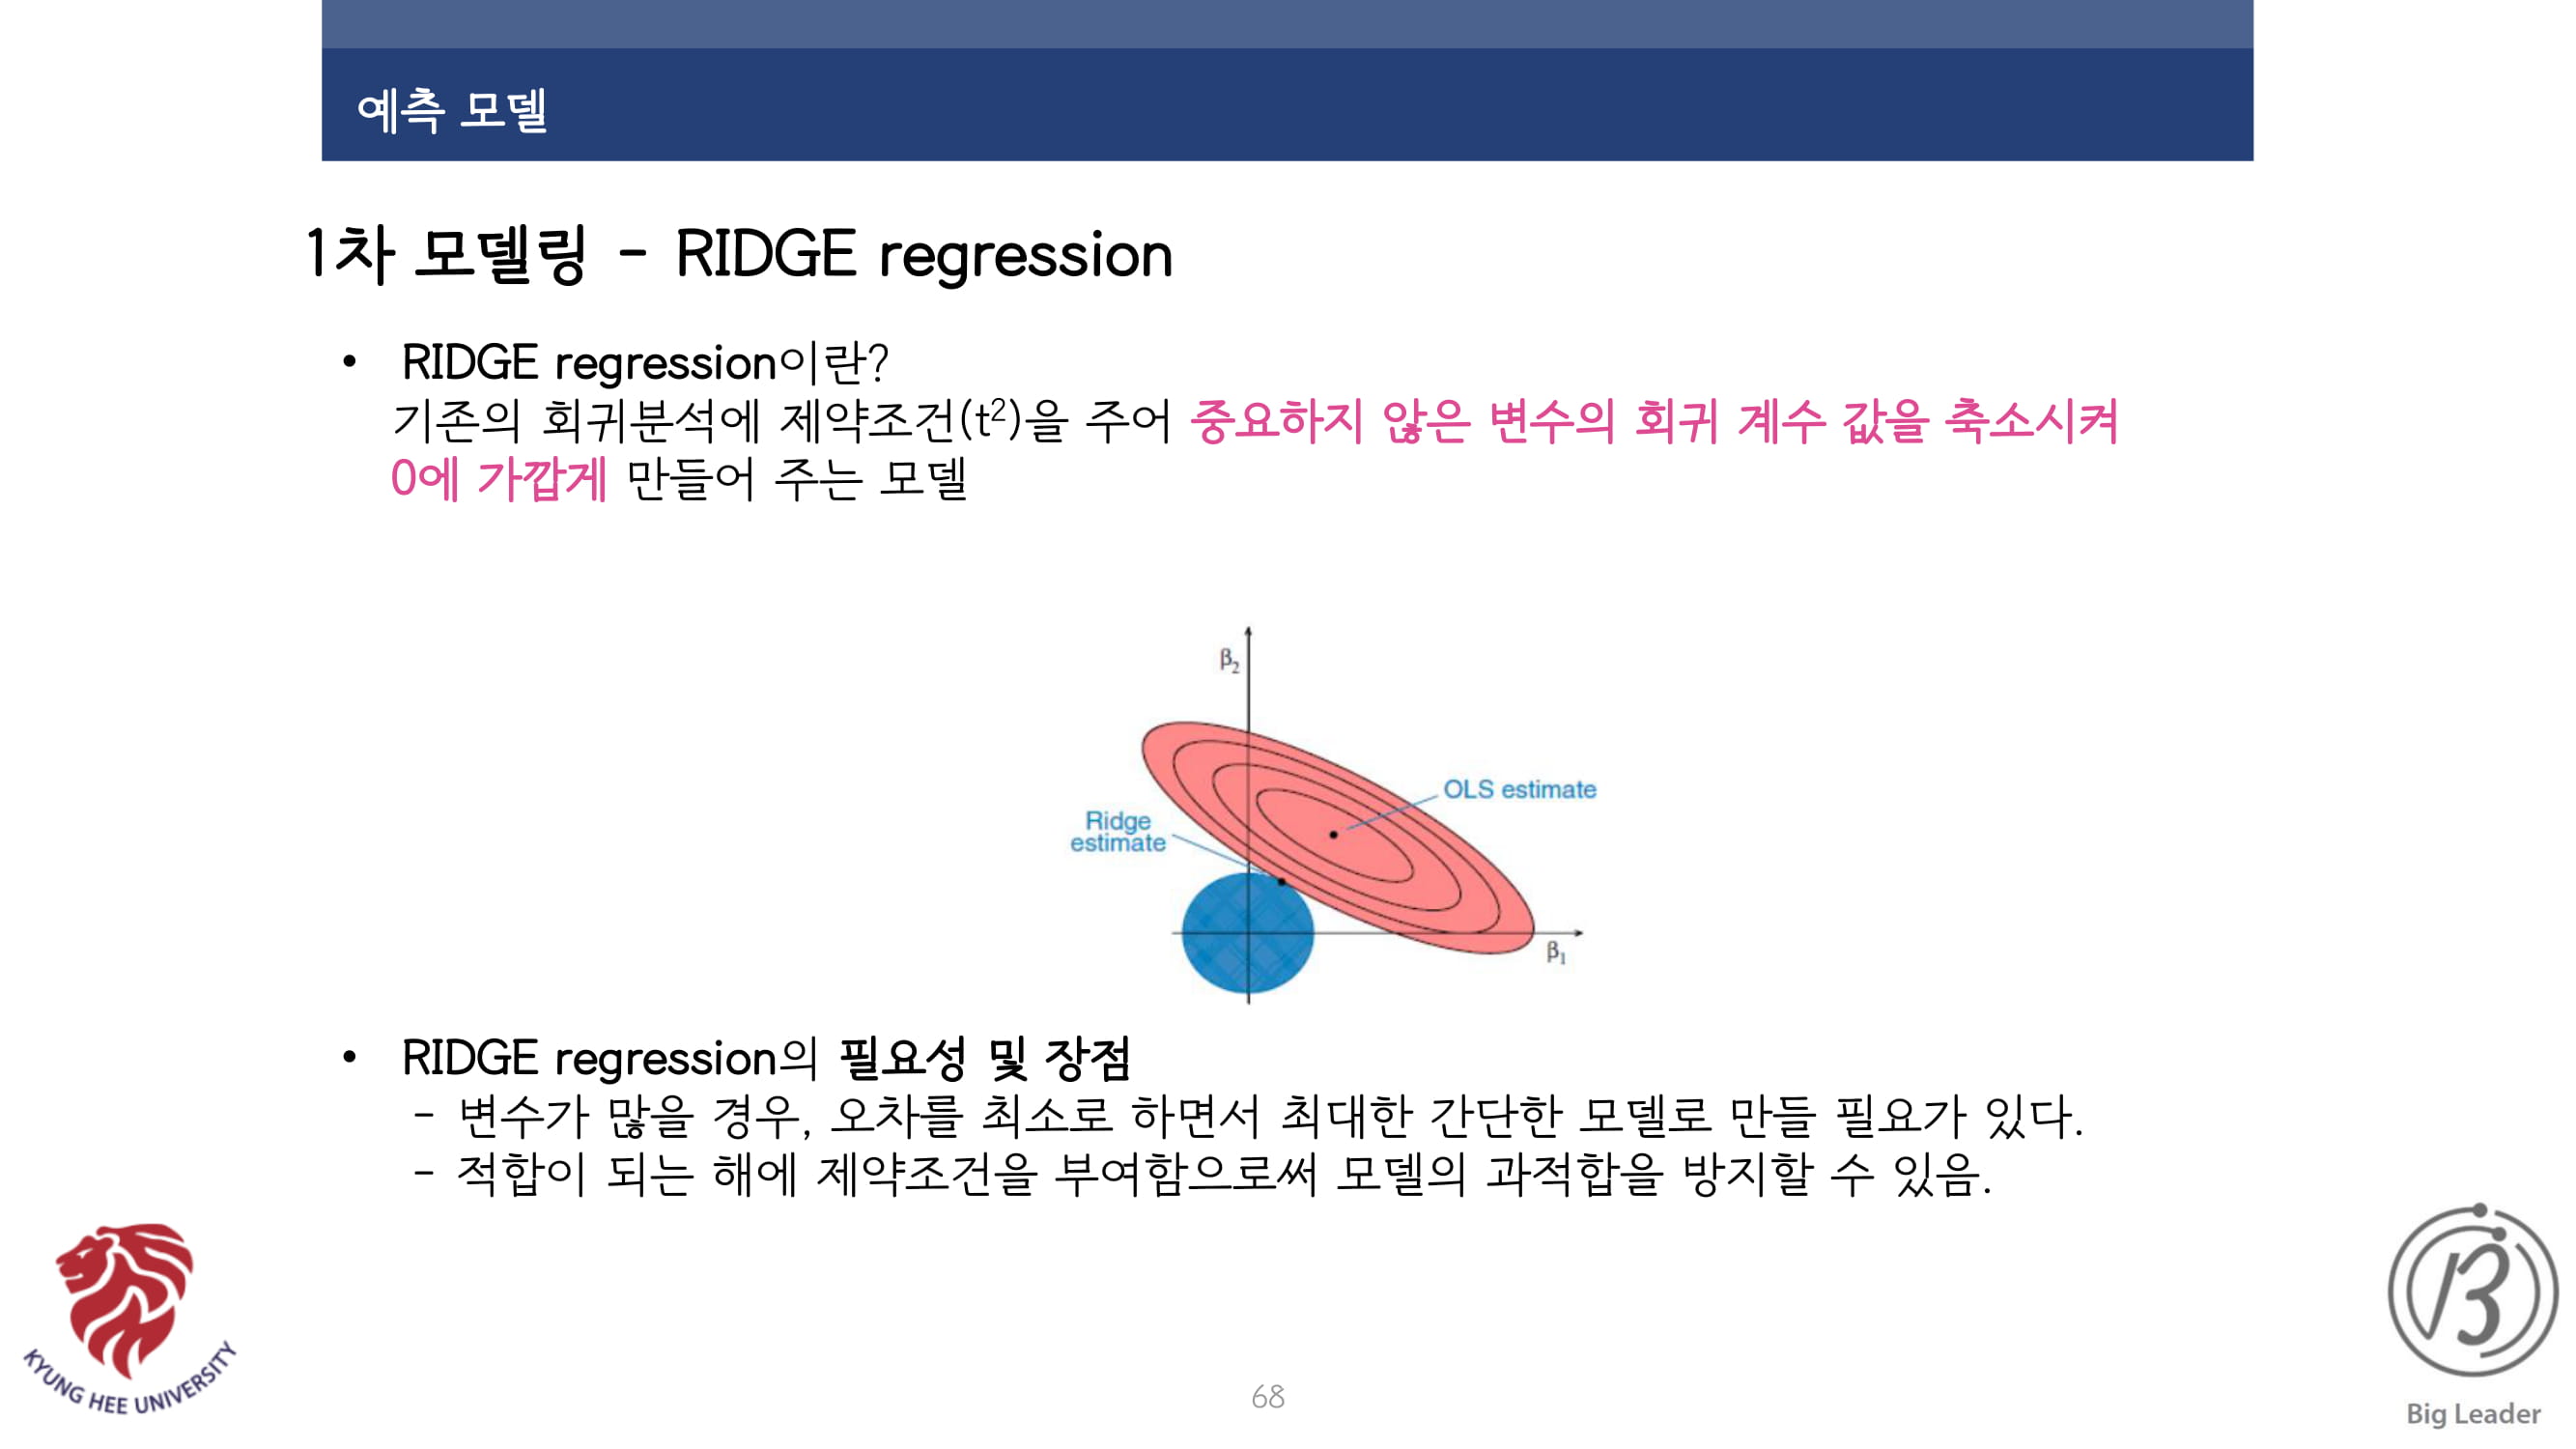 예측 모델
1차 모델링 - RIDGE regression
• RIDGE regression이란?
기존의 회귀분석에 제약조건(t²)을 주어 중요하지 않은 변수의 회귀 계수 값을 축소시켜
0에 가깝게 만들어 주는 모델
β₂
OLS estimate
Ridge
estimate
β₁
• RIDGE regression의 필요성 및 장점
- 변수가 많을 경우, 오차를 최소로 하면서 최대한 간단한 모델로 만들 필요가 있다.
- 적합이 되는 해에 제약조건을 부여함으로써 모델의 과적합을 방지할 수 있음.
KYUNG HEE UNIVERSITY
68
Big Leader